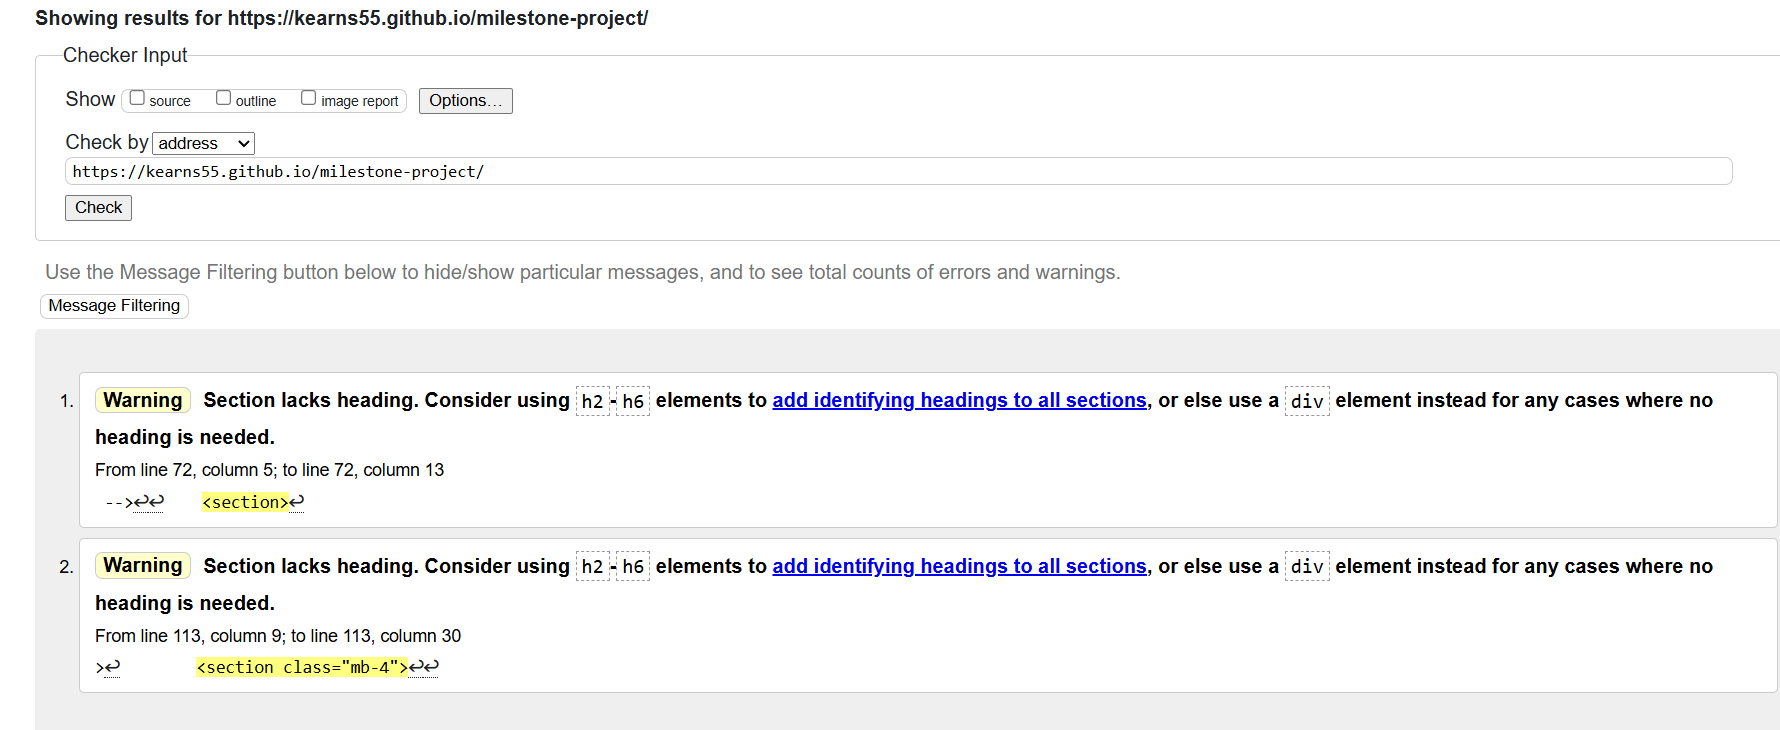 Showing results for https://kearns55.github.io/milestone-project/
Checker Input
Show source outline image report Options...
Check by address
https://kearns55.github.io/milestone-project/
Check
Use the Message Filtering button below to hide/show particular messages, and to see total counts of errors and warnings.
Message Filtering
1. Warning Section lacks heading. Consider using h2-h6 elements to add identifying headings to all sections, or else use a div element instead for any cases where no
heading is needed.
From line 72, column 5; to line 72, column 13
-->↩↩ <section>↩
2. Warning Section lacks heading. Consider using h2-h6 elements to add identifying headings to all sections, or else use a div element instead for any cases where no
heading is needed.
From line 113, column 9; to line 113, column 30
>↩ <section class="mb-4">↩↩